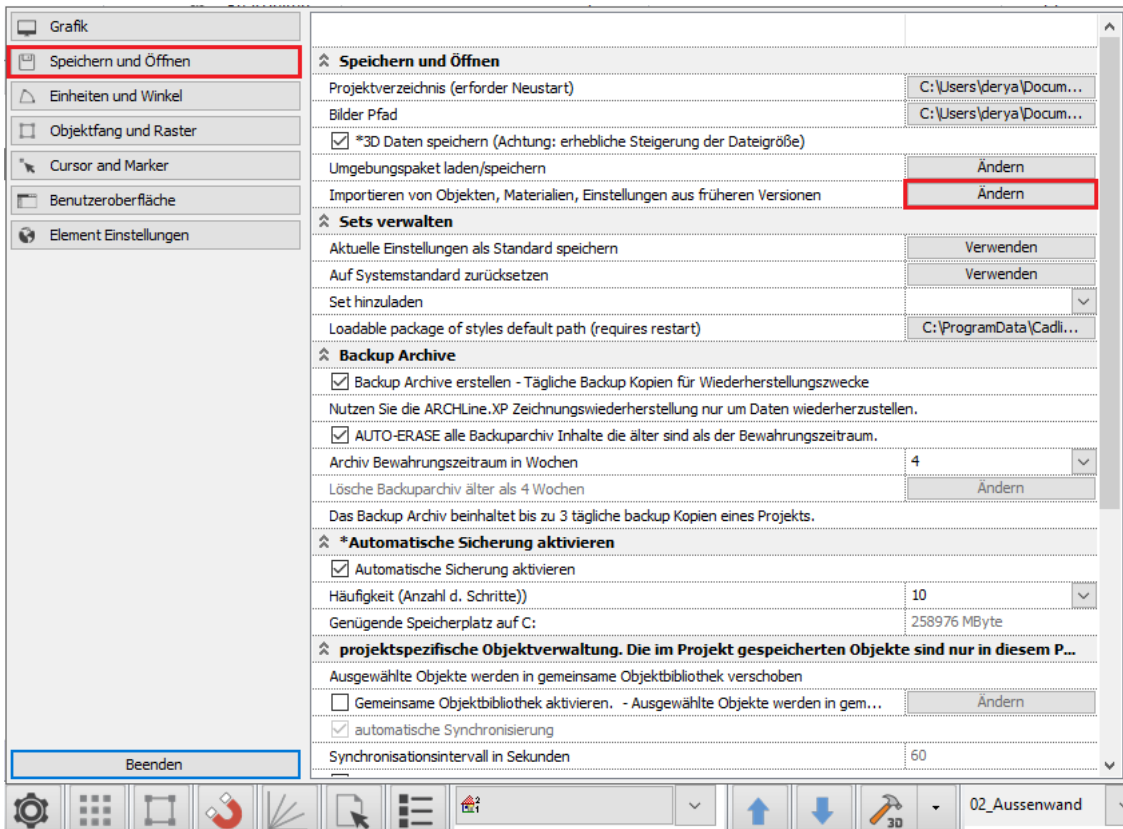 Grafik
Speichern und Öffnen
Einheiten und Winkel
Objektfang und Raster
Cursor and Marker
Benutzeroberfläche
Element Einstellungen
Speichern und Öffnen
Projektverzeichnis (erforder Neustart) C:\Users\derya\Docum...
Bilder Pfad C:\Users\derya\Docum...
*3D Daten speichern (Achtung: erhebliche Steigerung der Dateigröße)
Umgebungspaket laden/speichern Ändern
Importieren von Objekten, Materialien, Einstellungen aus früheren Versionen Ändern
Sets verwalten
Aktuelle Einstellungen als Standard speichern Verwenden
Auf Systemstandard zurücksetzen Verwenden
Set hinzuladen
Loadable package of styles default path (requires restart) C:\ProgramData\Cadli...
Backup Archive
Backup Archive erstellen - Tägliche Backup Kopien für Wiederherstellungszwecke
Nutzen Sie die ARCHLine.XP Zeichnungswiederherstellung nur um Daten wiederherzustellen.
AUTO-ERASE alle Backuparchiv Inhalte die älter sind als der Bewahrungszeitraum.
Archiv Bewahrungszeitraum in Wochen 4
Lösche Backuparchiv älter als 4 Wochen Ändern
Das Backup Archiv beinhaltet bis zu 3 tägliche backup Kopien eines Projekts.
*Automatische Sicherung aktivieren
Automatische Sicherung aktivieren
Häufigkeit (Anzahl d. Schritte)) 10
Genügende Speicherplatz auf C: 258976 MByte
projektspezifische Objektverwaltung. Die im Projekt gespeicherten Objekte sind nur in diesem P...
Ausgewählte Objekte werden in gemeinsame Objektbibliothek verschoben
Gemeinsame Objektbibliothek aktivieren. - Ausgewählte Objekte werden in gem... Ändern
automatische Synchronisierung
Synchronisationsintervall in Sekunden 60
Beenden
3D
02_Aussenwand